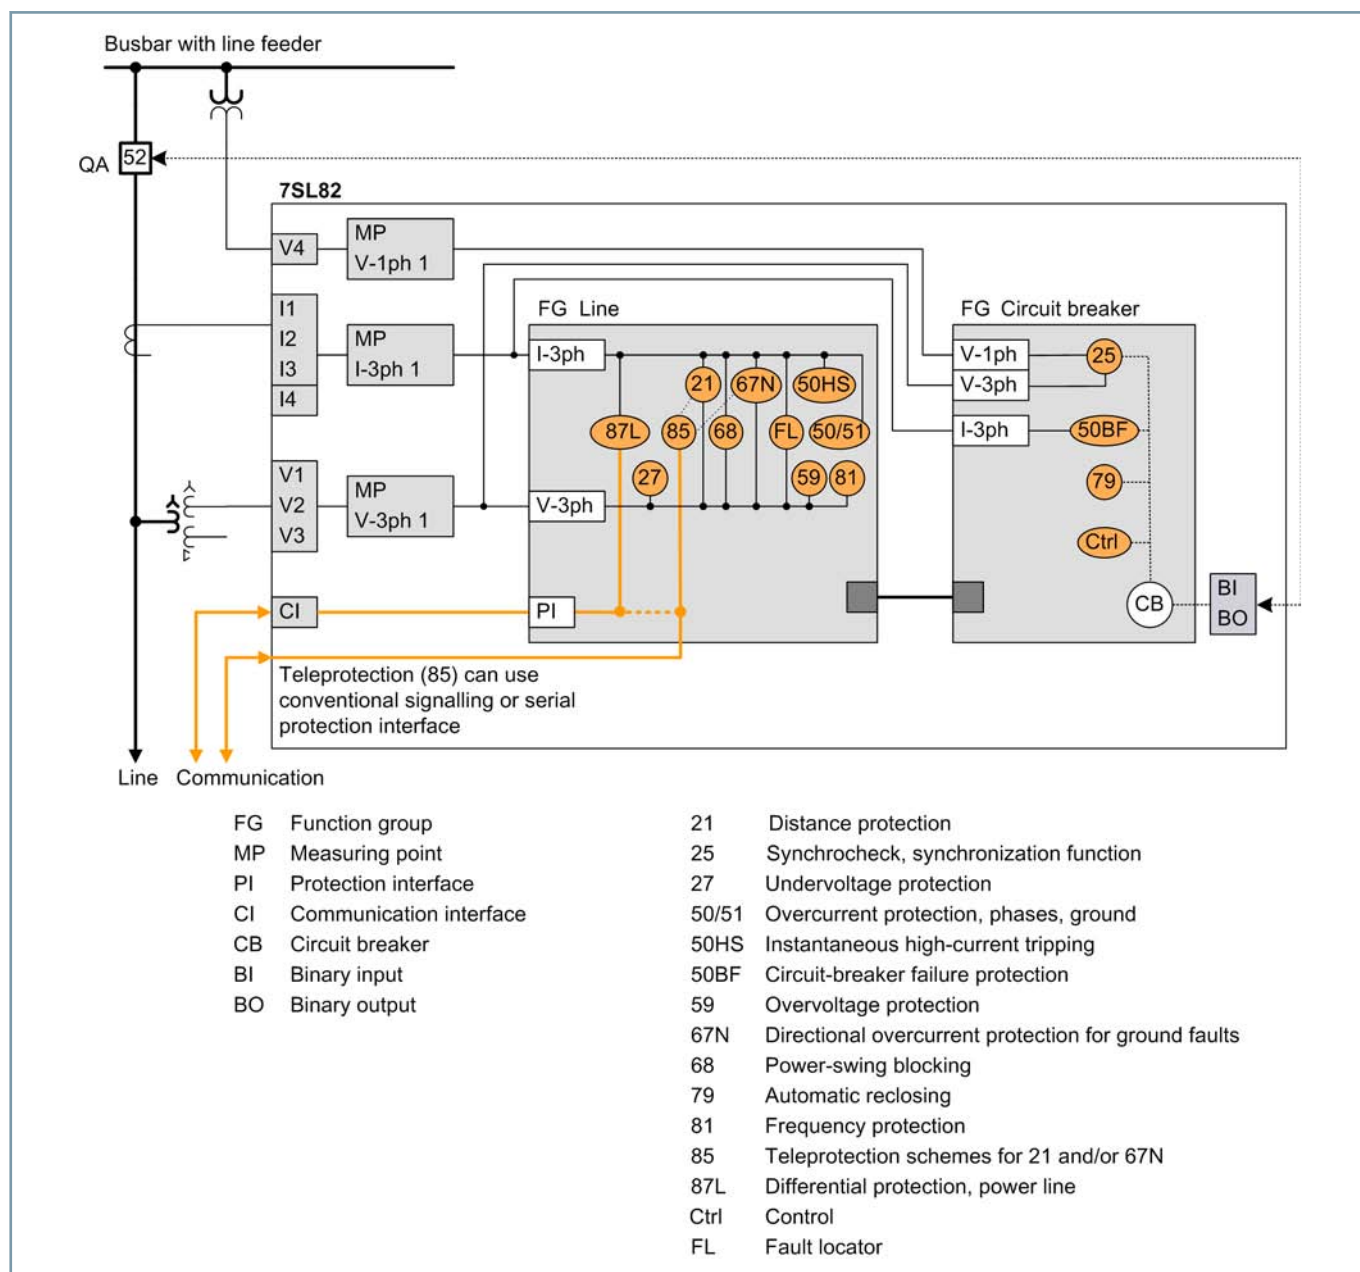 Busbar with line feeder
QA
52
7SL82
V4
MP
V-1ph 1
I1
I2
I3
I4
MP
I-3ph 1
V1
V2
V3
MP
V-3ph 1
CI
FG Line
I-3ph
21
67N
50HS
87L
85
68
FL
50/51
27
59
81
V-3ph
PI
FG Circuit breaker
V-1ph
25
V-3ph
I-3ph
50BF
79
Ctrl
CB
BI
BO
Teleprotection (85) can use
conventional signalling or serial
protection interface
Line
Communication
FG Function group
MP Measuring point
PI Protection interface
CI Communication interface
CB Circuit breaker
BI Binary input
BO Binary output
21 Distance protection
25 Synchrocheck, synchronization function
27 Undervoltage protection
50/51 Overcurrent protection, phases, ground
50HS Instantaneous high-current tripping
50BF Circuit-breaker failure protection
59 Overvoltage protection
67N Directional overcurrent protection for ground faults
68 Power-swing blocking
79 Automatic reclosing
81 Frequency protection
85 Teleprotection schemes for 21 and/or 67N
87L Differential protection, power line
Ctrl Control
FL Fault locator